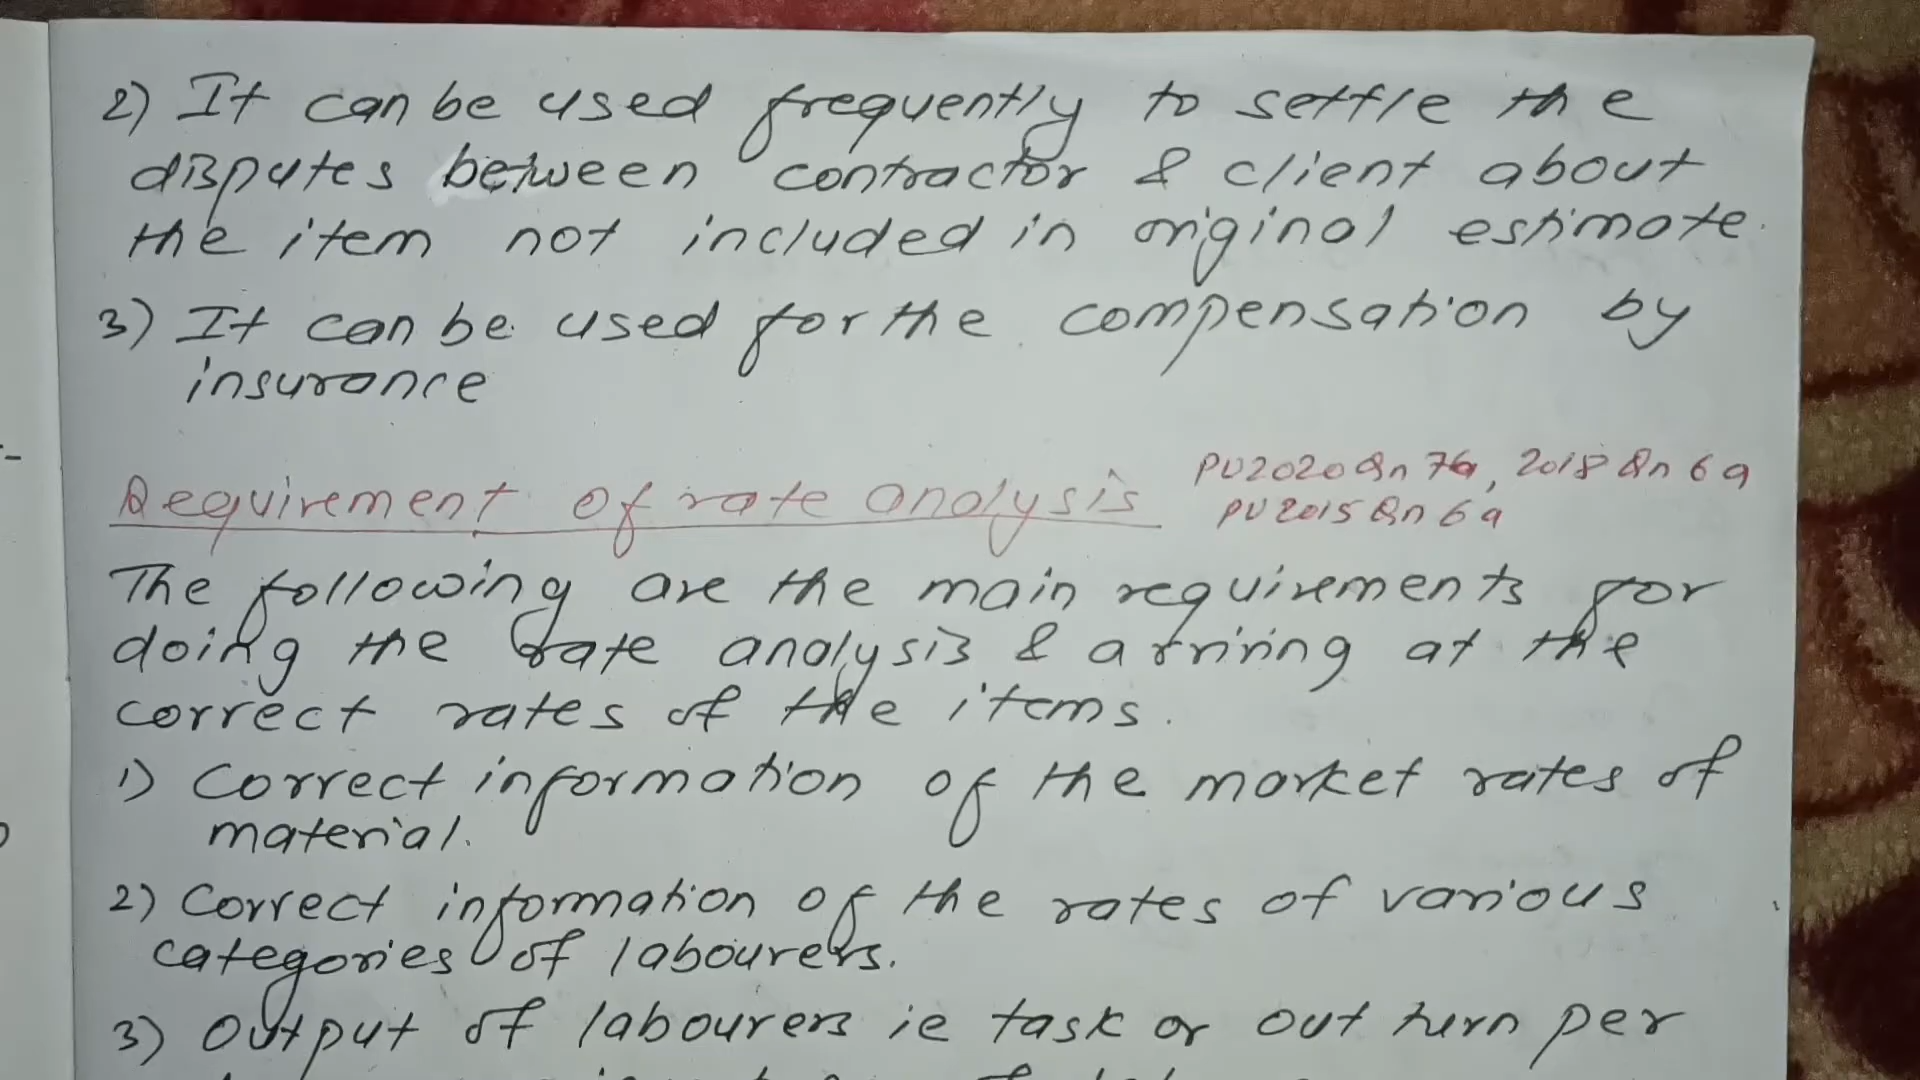 2) It can be used frequently to settle the
disputes between contractor & client about
the item not included in original estimate.
3) It can be used for the compensation by
insurance
Requirement of rate analysis
PU2020 Qn 7a, 2018 Qn 6a
PU 2015 Qn 6a
The following are the main requirements for
doing the rate analysis & arriving at the
correct rates of the items.
1) Correct information of the market rates of
material.
2) Correct information of the rates of various
categories of labourers.
3) Output of labourers ie task or out turn per